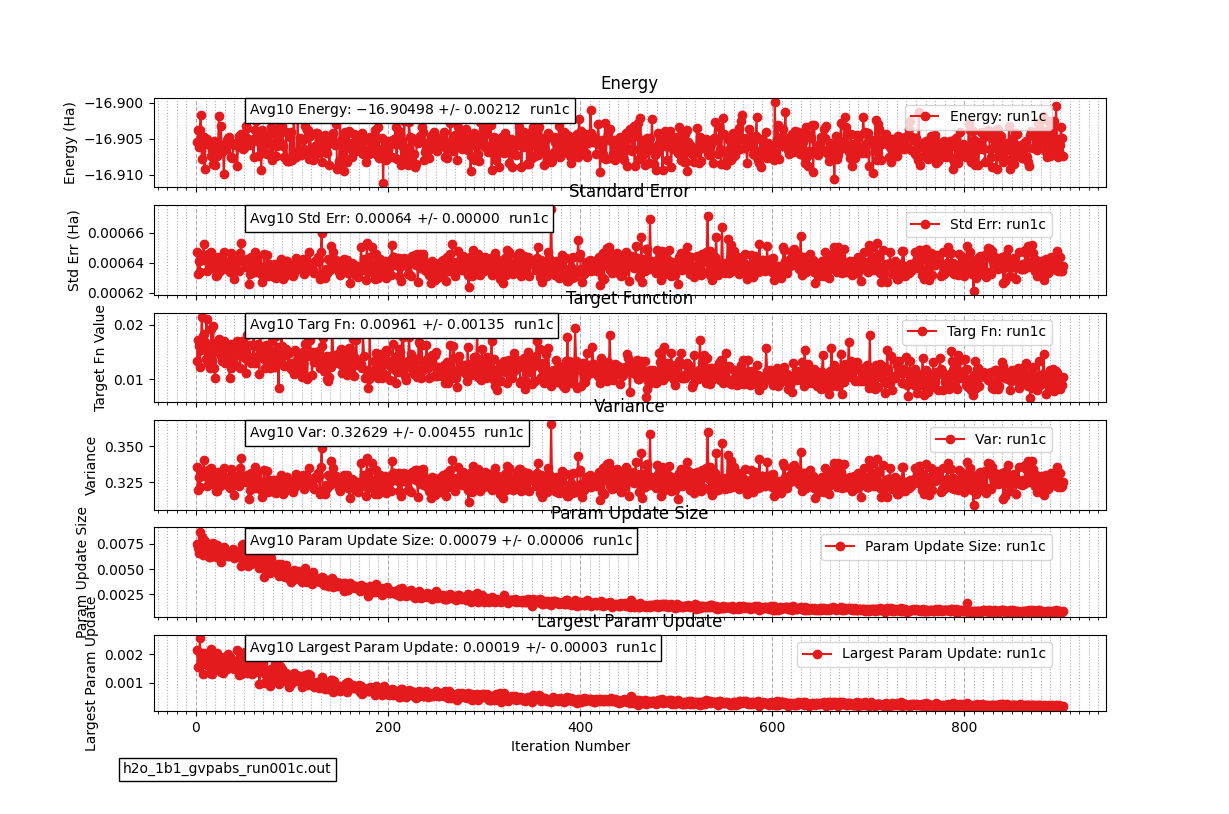 Energy
Avg10 Energy: −16.90498 +/- 0.00212  run1c
Energy: run1c
Energy (Ha)
−16.900
−16.905
−16.910
Standard Error
Avg10 Std Err: 0.00064 +/- 0.00000  run1c
Std Err: run1c
Std Err (Ha)
0.00066
0.00064
0.00062
Target Function
Avg10 Targ Fn: 0.00961 +/- 0.00135  run1c
Targ Fn: run1c
Target Fn Value
0.02
0.01
Variance
Avg10 Var: 0.32629 +/- 0.00455  run1c
Var: run1c
Variance
0.350
0.325
Param Update Size
Avg10 Param Update Size: 0.00079 +/- 0.00006  run1c
Param Update Size: run1c
Param Update Size
0.0075
0.0050
0.0025
Largest Param Update
Avg10 Largest Param Update: 0.00019 +/- 0.00003  run1c
Largest Param Update: run1c
Largest Param Update
0.002
0.001
0 200 400 600 800
Iteration Number
h2o_1b1_gvpabs_run001c.out